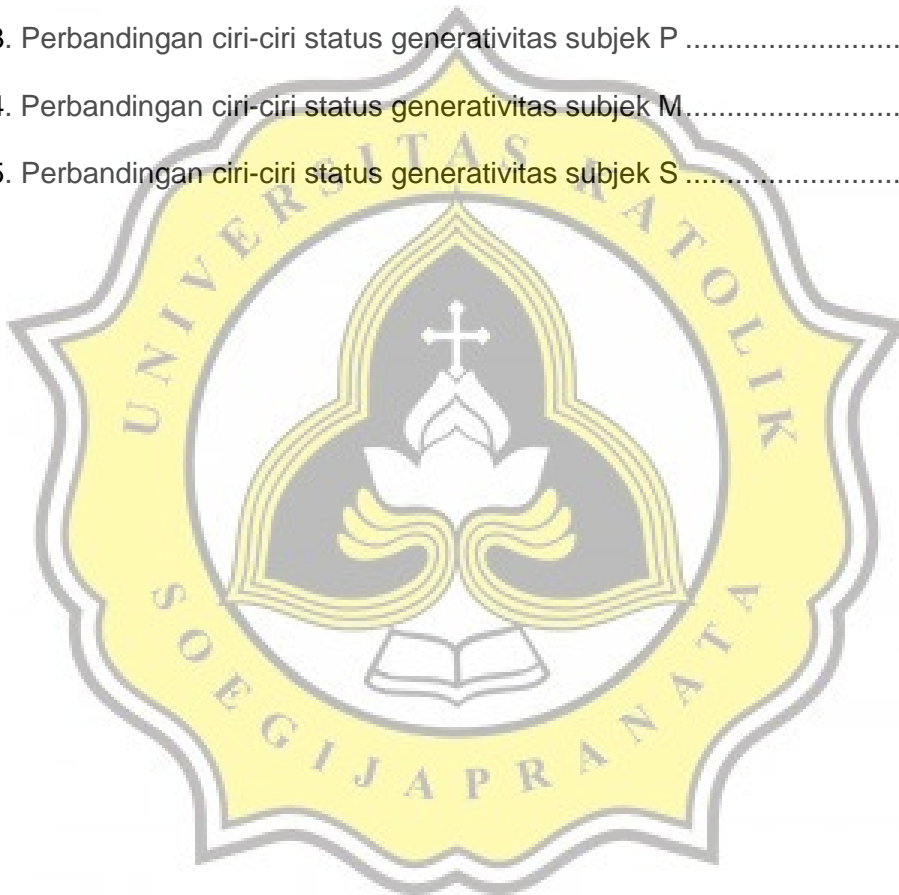 3. Perbandingan ciri-ciri status generativitas subjek P ..........................
4. Perbandingan ciri-ciri status generativitas subjek M..........................
5. Perbandingan ciri-ciri status generativitas subjek S ..........................
UNIVERSITAS KATOLIK
SOEGIJAPRANATA